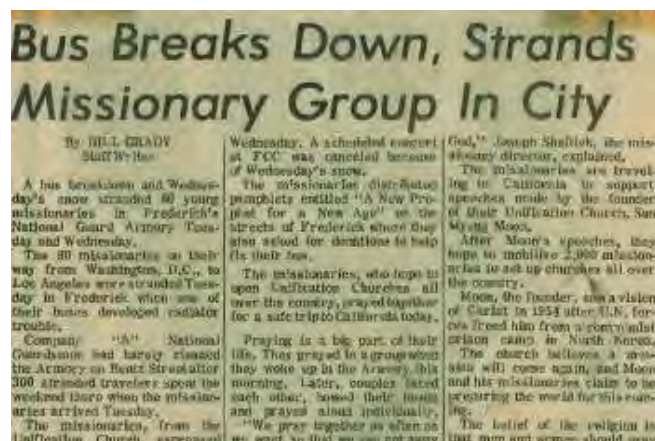 Bus Breaks Down, Strands
Missionary Group In City
By BILL GRADY
Staff Writer
A bus breakdown and Wednes-
day's snow stranded 80 young
missionaries in Frederick's
National Guard Armory Tues-
day and Wednesday.
The 80 missionaries on their
way from Washington, D.C., to
Los Angeles were stranded Tues-
day in Frederick when one of
their buses developed radiator
trouble.
Company "A" National
Guardsmen had barely cleaned
the Armory on Bentz Street after
300 stranded travelers spent the
weekend there when the mission-
aries arrived Tuesday.
The missionaries, from the
Unification Church, expressed
Wednesday. A scheduled concert
at FCC was canceled because
of Wednesday's snow.
The missionaries distributed
pamphlets entitled "A New Pro-
phet for a New Age" on the
streets of Frederick where they
also asked for donations to help
fix their bus.
The missionaries, who hope to
open Unification Churches all
over the country, prayed together
for a safe trip to California today.
Praying is a big part of their
life. They prayed in a group when
they woke up in the Armory this
morning. Later, couples faced
each other, bowed their heads
and prayed aloud individually.
"We pray together as often as
we want so that we can
God," Joseph Sheftick, the mis-
sionary director, explained.
The missionaries are travel-
ing to California to support
speeches made by the founder
of their Unification Church, Sun
Myung Moon.
After Moon's speeches, they
hope to mobilize 2,000 mission-
aries to set up churches all over
the country.
Moon, the founder, saw a vision
of Christ in 1954 after U.N. for-
ces freed him from a communist
prison camp in North Korea.
The church believes a mes-
siah will come again, and Moon
and his missionaries claim to be
preparing the world for this com-
ing.
The belief of the religion is
that men and